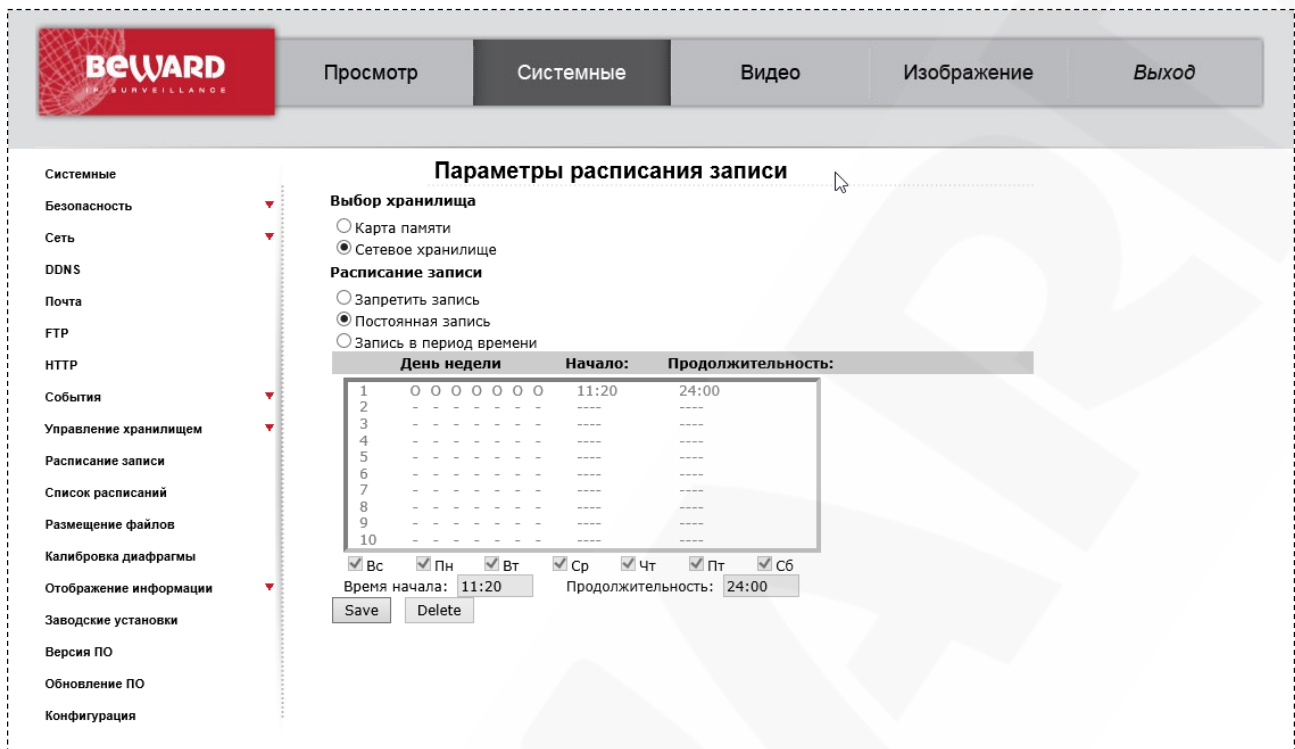 BEWARD
IP SURVEILLANCE
Просмотр Системные Видео Изображение Выход
Системные
Безопасность
Сеть
DDNS
Почта
FTP
HTTP
События
Управление хранилищем
Расписание записи
Список расписаний
Размещение файлов
Калибровка диафрагмы
Отображение информации
Заводские установки
Версия ПО
Обновление ПО
Конфигурация
Параметры расписания записи
Выбор хранилища
Карта памяти
Сетевое хранилище
Расписание записи
Запретить запись
Постоянная запись
Запись в период времени
День недели Начало: Продолжительность:
1 O O O O O O O 11:20 24:00
2 - - - - - - - ---- ----
3 - - - - - - - ---- ----
4 - - - - - - - ---- ----
5 - - - - - - - ---- ----
6 - - - - - - - ---- ----
7 - - - - - - - ---- ----
8 - - - - - - - ---- ----
9 - - - - - - - ---- ----
10 - - - - - - - ---- ----
Вс Пн Вт Ср Чт Пт Сб
Время начала: 11:20 Продолжительность: 24:00
Save Delete